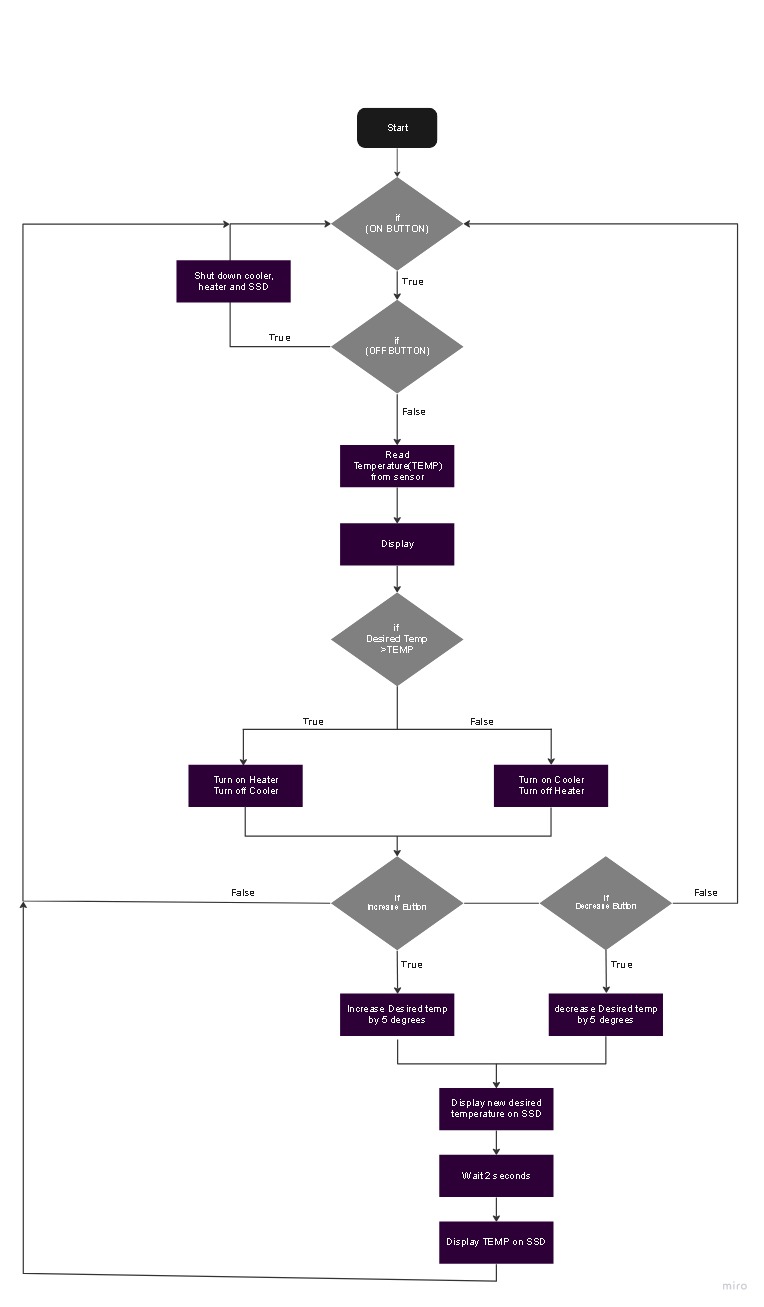 Start
if
(ON BUTTON)
True
Shut down cooler,
heater and SSD
True
if
(OFF BUTTON)
False
Read
Temperature(TEMP)
from sensor
Display
if
Desired Temp
>TEMP
True
False
Turn on Heater
Turn off Cooler
Turn on Cooler
Turn off Heater
False
if
Increase Button
if
Decrease Button
False
True
True
Increase Desired temp
by 5 degrees
decrease Desired temp
by 5 degrees
Display new desired
temperature on SSD
Wait 2 seconds
Display TEMP on SSD
miro